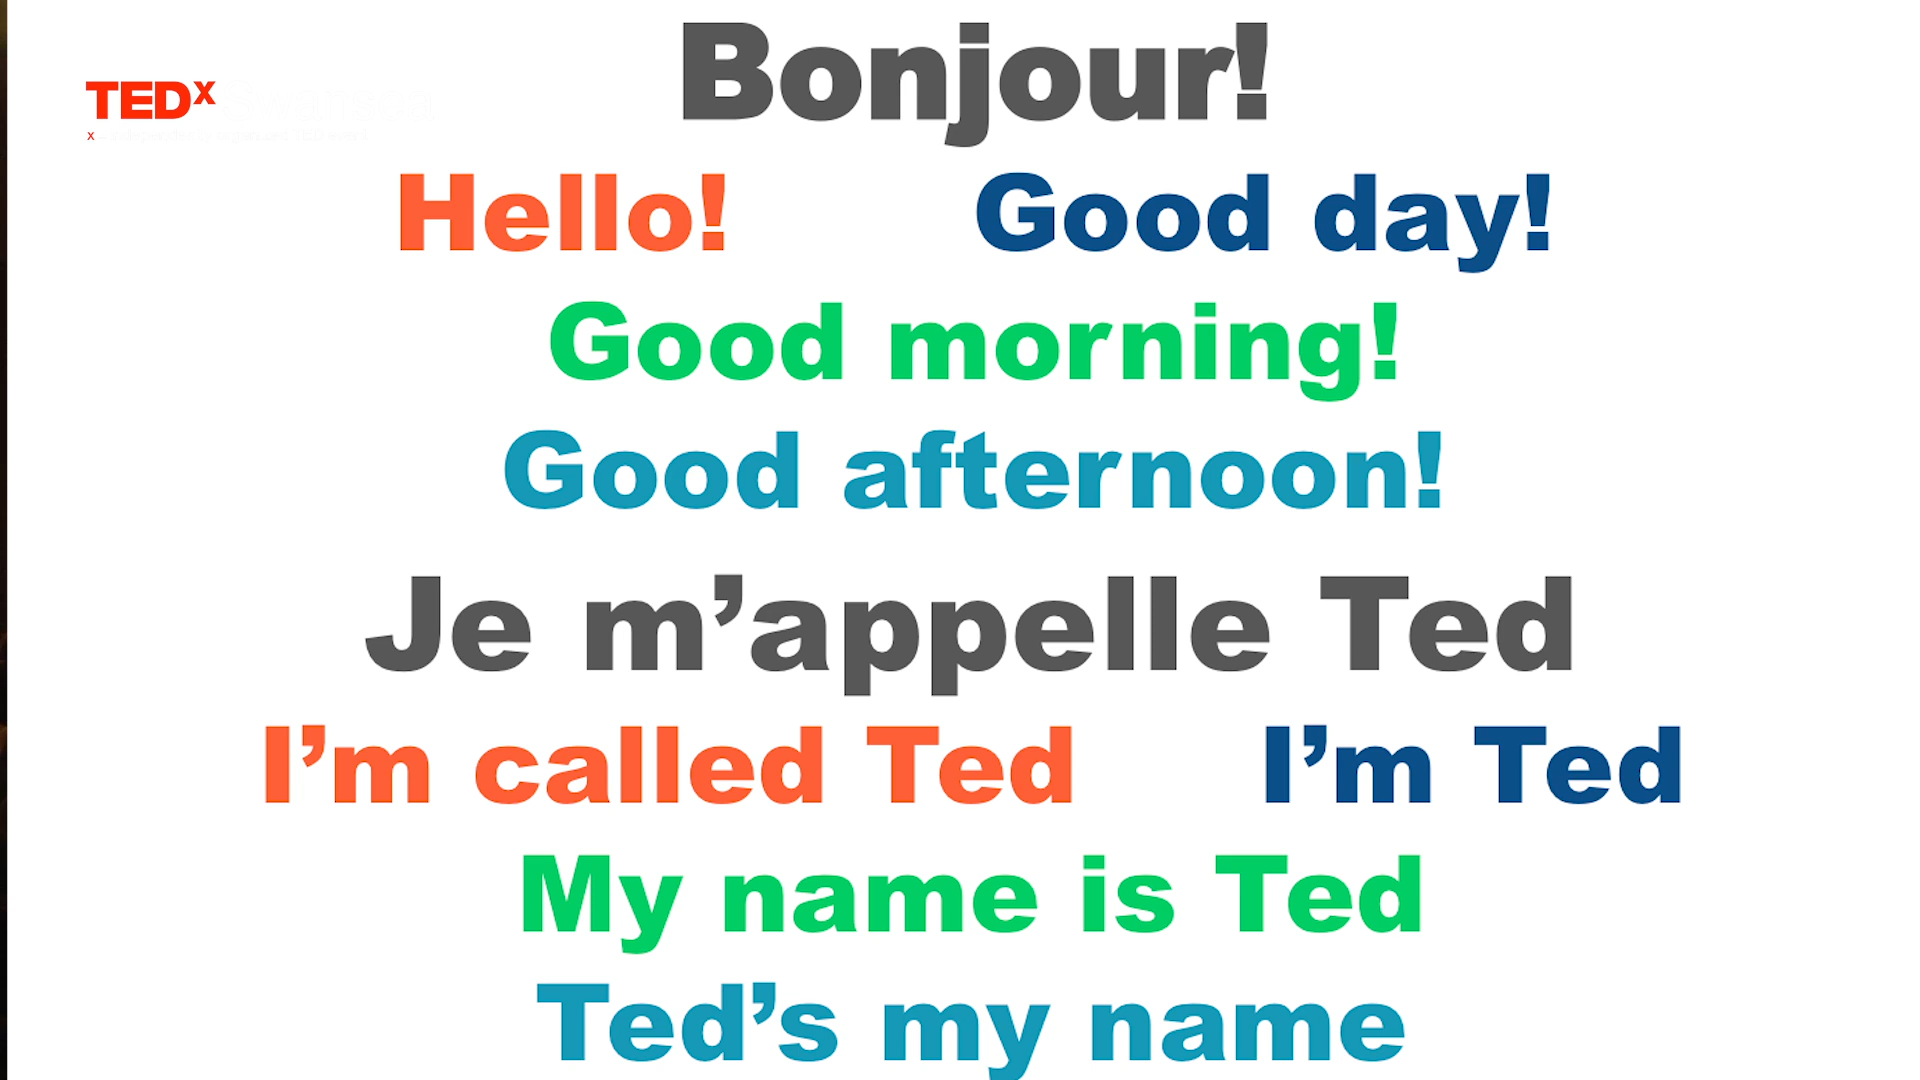 Bonjour!
TEDx
Hello! Good day!
Good morning!
Good afternoon!
Je m’appelle Ted
I’m called Ted I’m Ted
My name is Ted
Ted’s my name